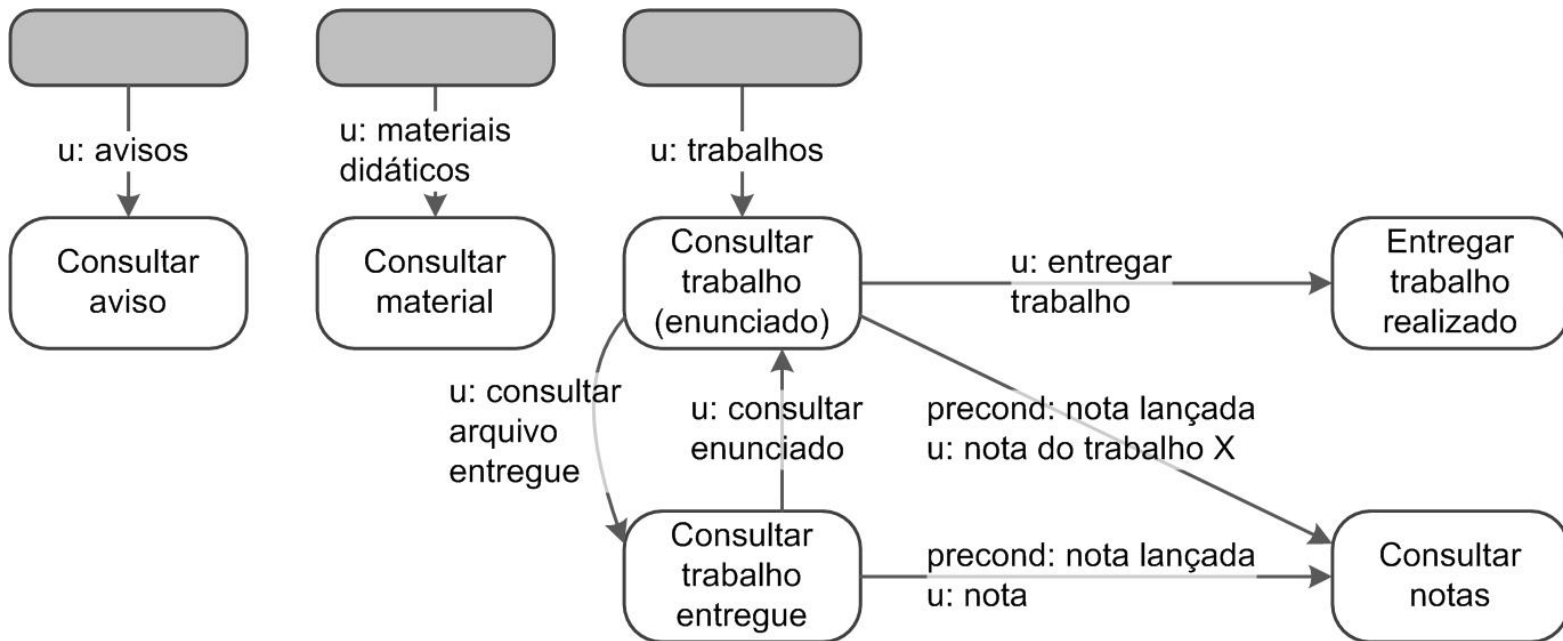 u: avisos
u: materiais
didáticos
u: trabalhos
Consultar
aviso
Consultar
material
Consultar
trabalho
(enunciado)
u: entregar
trabalho
Entregar
trabalho
realizado
u: consultar
arquivo
entregue
u: consultar
enunciado
precond: nota lançada
u: nota do trabalho X
Consultar
trabalho
entregue
precond: nota lançada
u: nota
Consultar
notas